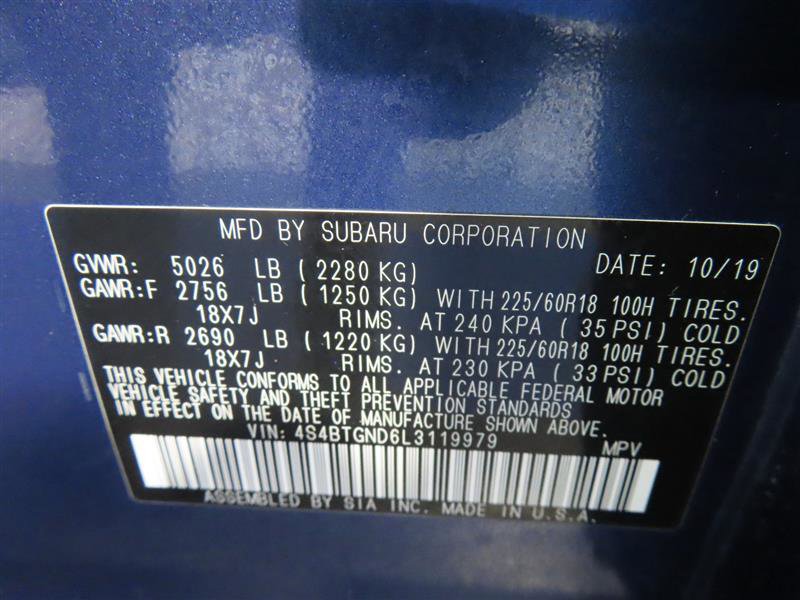 MFD BY SUBARU CORPORATION
GVWR: 5026 LB ( 2280 KG) DATE: 10/19
GAWR:F 2756 LB ( 1250 KG) WITH 225/60R18 100H TIRES.
18X7J RIMS. AT 240 KPA ( 35 PSI) COLD
GAWR:R 2690 LB ( 1220 KG) WITH 225/60R18 100H TIRES.
18X7J RIMS. AT 230 KPA ( 33 PSI) COLD
THIS VEHICLE CONFORMS TO ALL APPLICABLE FEDERAL MOTOR
VEHICLE SAFETY AND THEFT PREVENTION STANDARDS
IN EFFECT ON THE DATE OF MANUFACTURE SHOWN ABOVE.
VIN: 4S4BTGND6L3119979 MPV
ASSEMBLED BY SIA INC. MADE IN U.S.A.